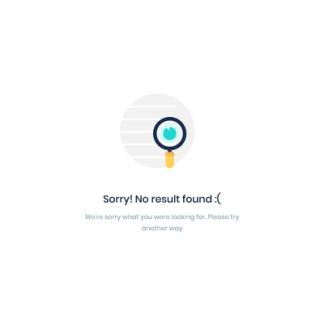 Sorry! No result found :(
We're sorry what you were looking for. Please try
another way